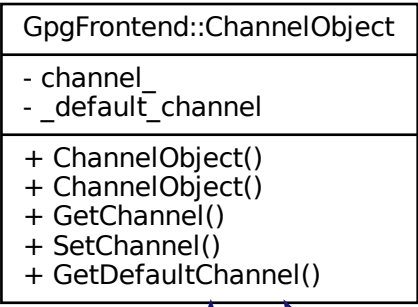 GpgFrontend::ChannelObject
- channel_
- _default_channel
+ ChannelObject()
+ ChannelObject()
+ GetChannel()
+ SetChannel()
+ GetDefaultChannel()